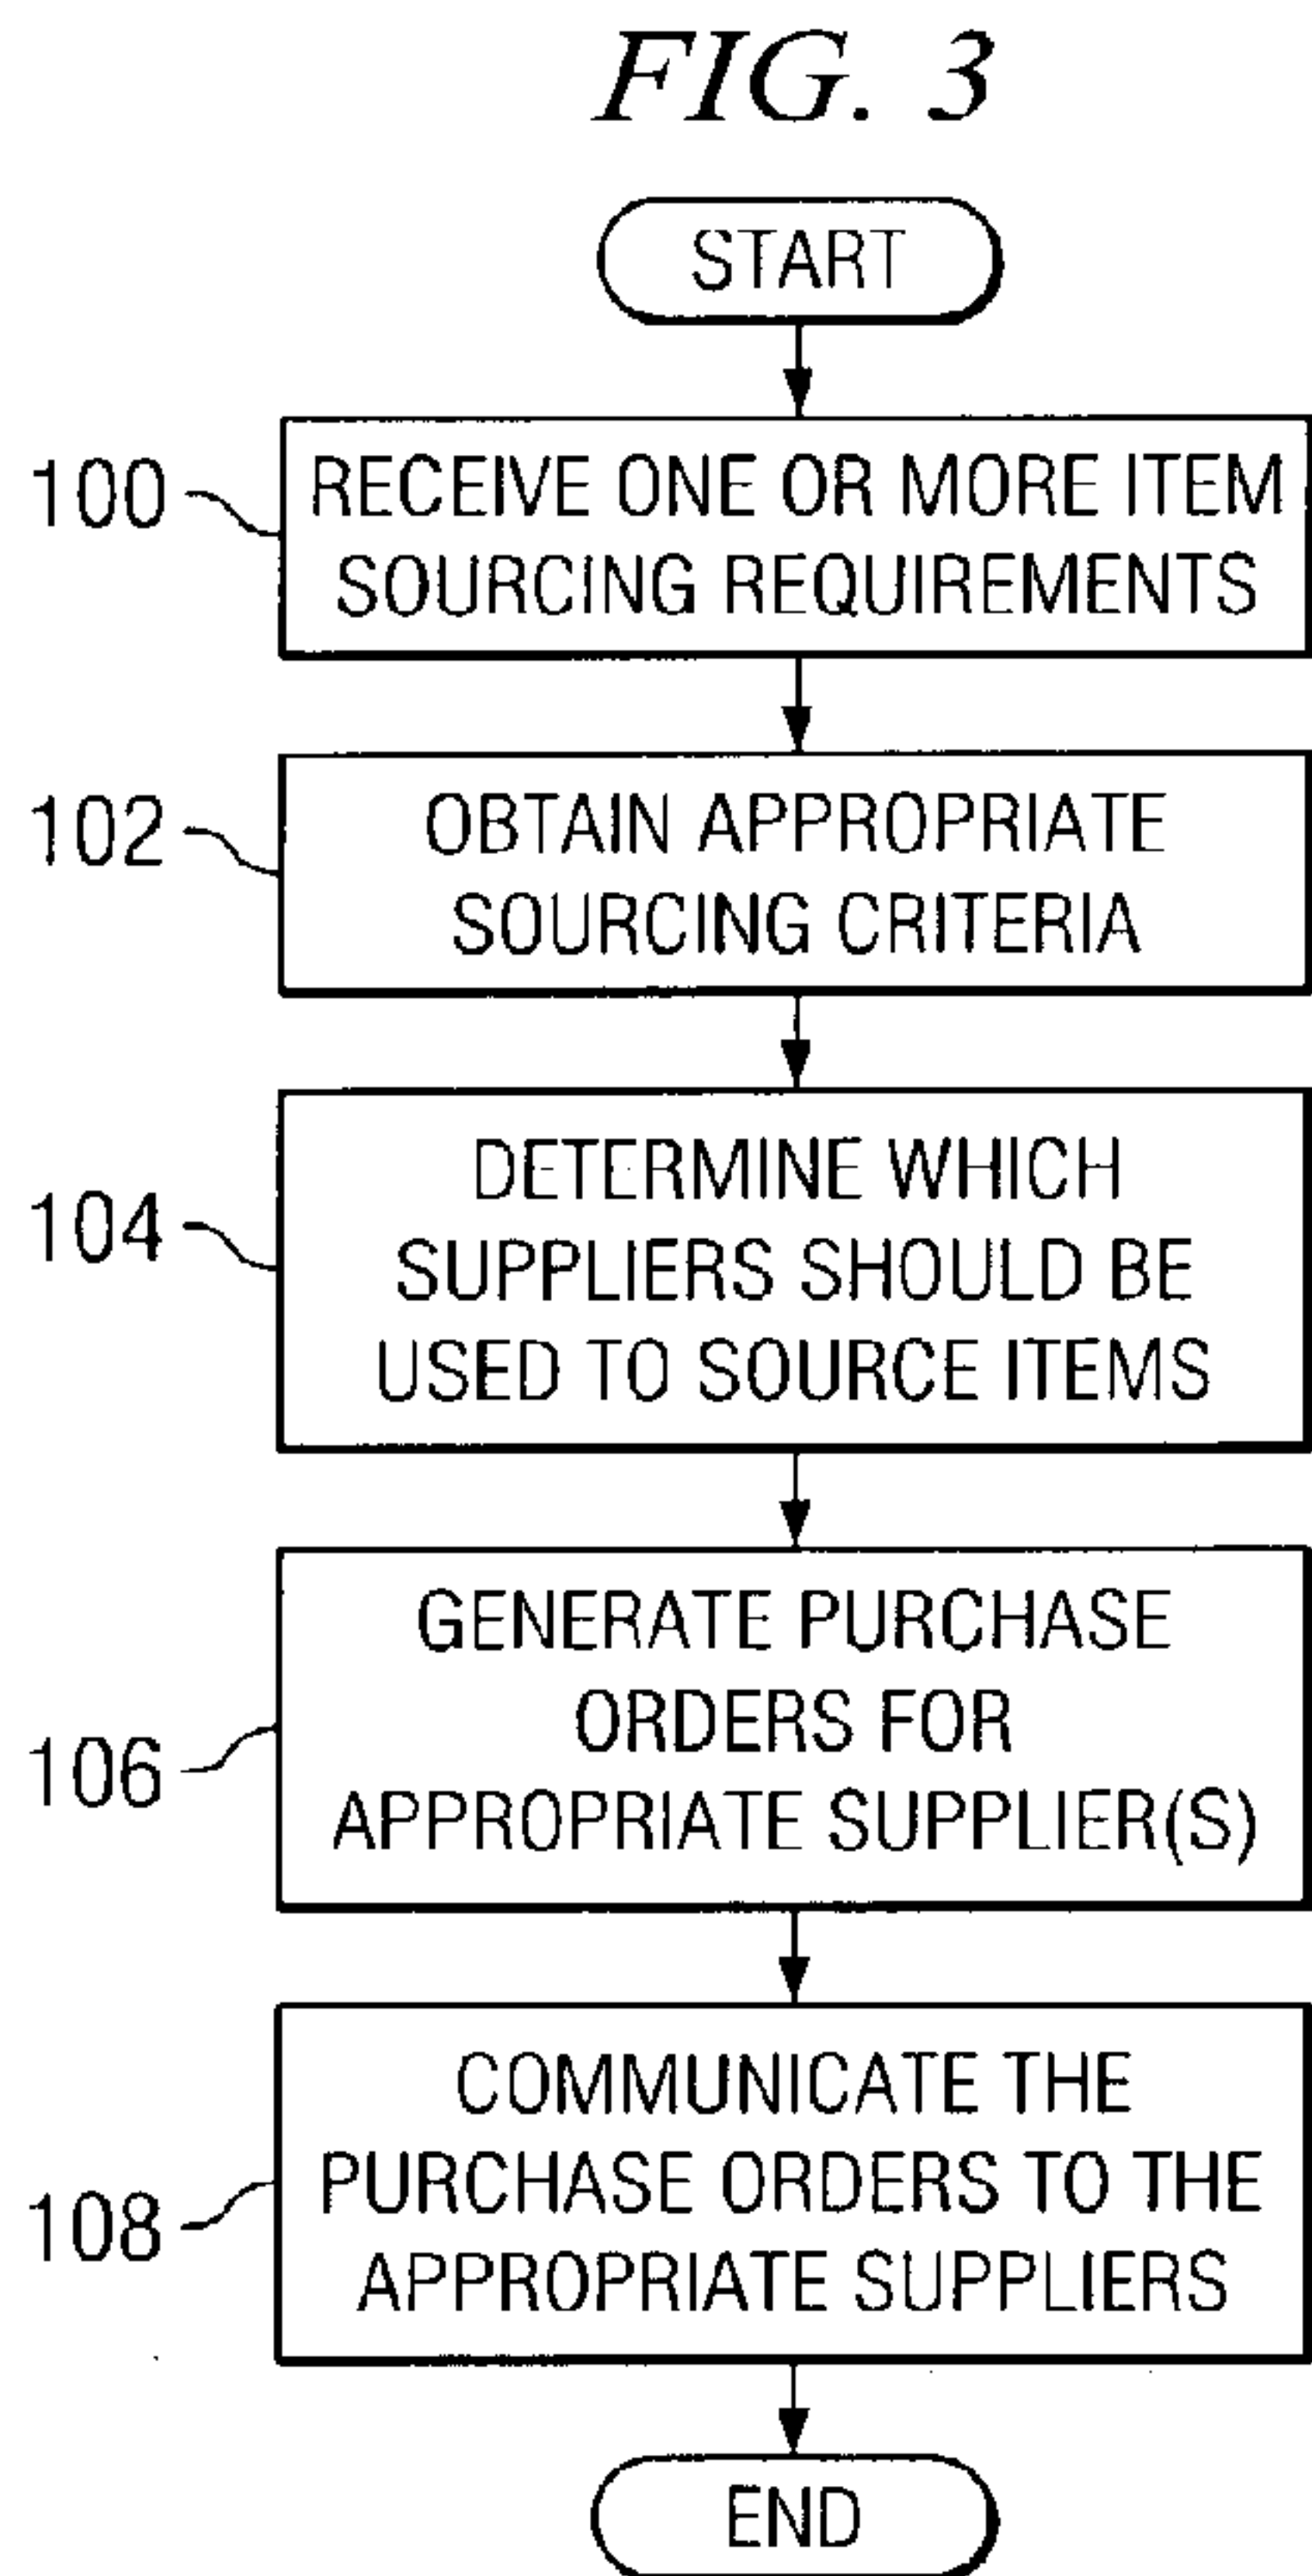 FIG. 3
START
100
RECEIVE ONE OR MORE ITEM
SOURCING REQUIREMENTS
102
OBTAIN APPROPRIATE
SOURCING CRITERIA
104
DETERMINE WHICH
SUPPLIERS SHOULD BE
USED TO SOURCE ITEMS
106
GENERATE PURCHASE
ORDERS FOR
APPROPRIATE SUPPLIER(S)
108
COMMUNICATE THE
PURCHASE ORDERS TO THE
APPROPRIATE SUPPLIERS
END